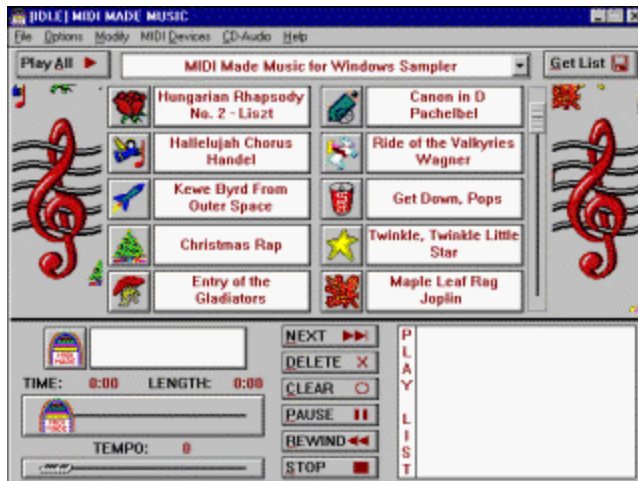 [IDLE] MIDI MADE MUSIC
File Options Modify MIDI Devices CD-Audio Help
Play All
MIDI Made Music for Windows Sampler
Get List
Hungarian Rhapsody
No. 2 - Liszt
Canon in D
Pachelbel
Hallelujah Chorus
Handel
Ride of the Valkyries
Wagner
Kewe Byrd From
Outer Space
Get Down, Pops
Christmas Rap
Twinkle, Twinkle Little
Star
Entry of the
Gladiators
Maple Leaf Rag
Joplin
NEXT
DELETE
CLEAR
PAUSE
REWIND
STOP
TIME: 0:00 LENGTH: 0:00
TEMPO: 0
PLAY LIST